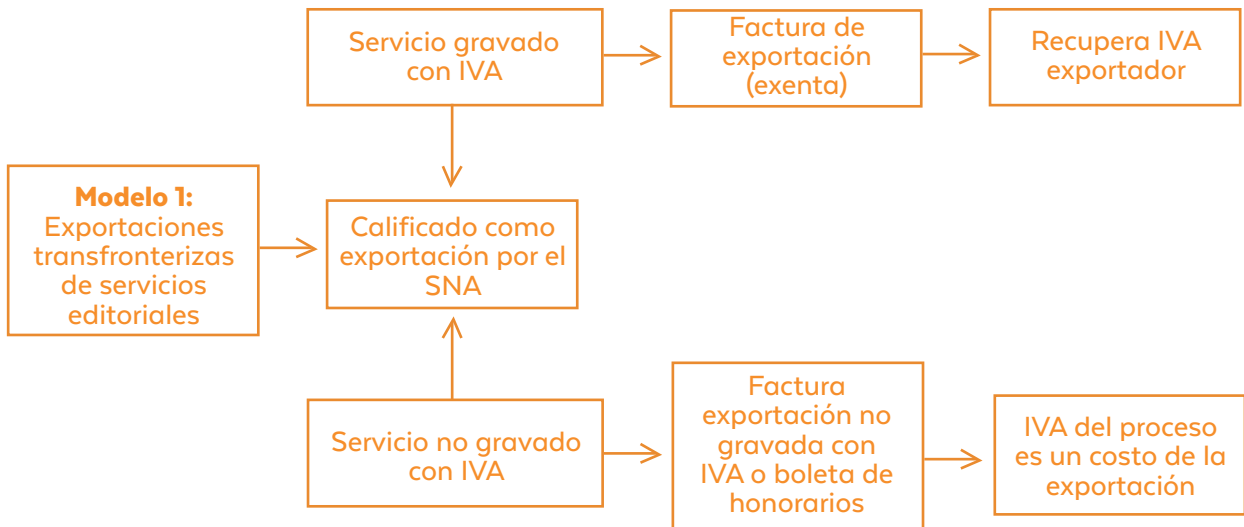 Servicio gravado
con IVA
Factura de
exportación
(exenta)
Recupera IVA
exportador
Modelo 1:
Exportaciones
transfronterizas
de servicios
editoriales
Calificado como
exportación por el
SNA
Servicio no gravado
con IVA
Factura
exportación no
gravada con
IVA o boleta de
honorarios
IVA del proceso
es un costo de la
exportación